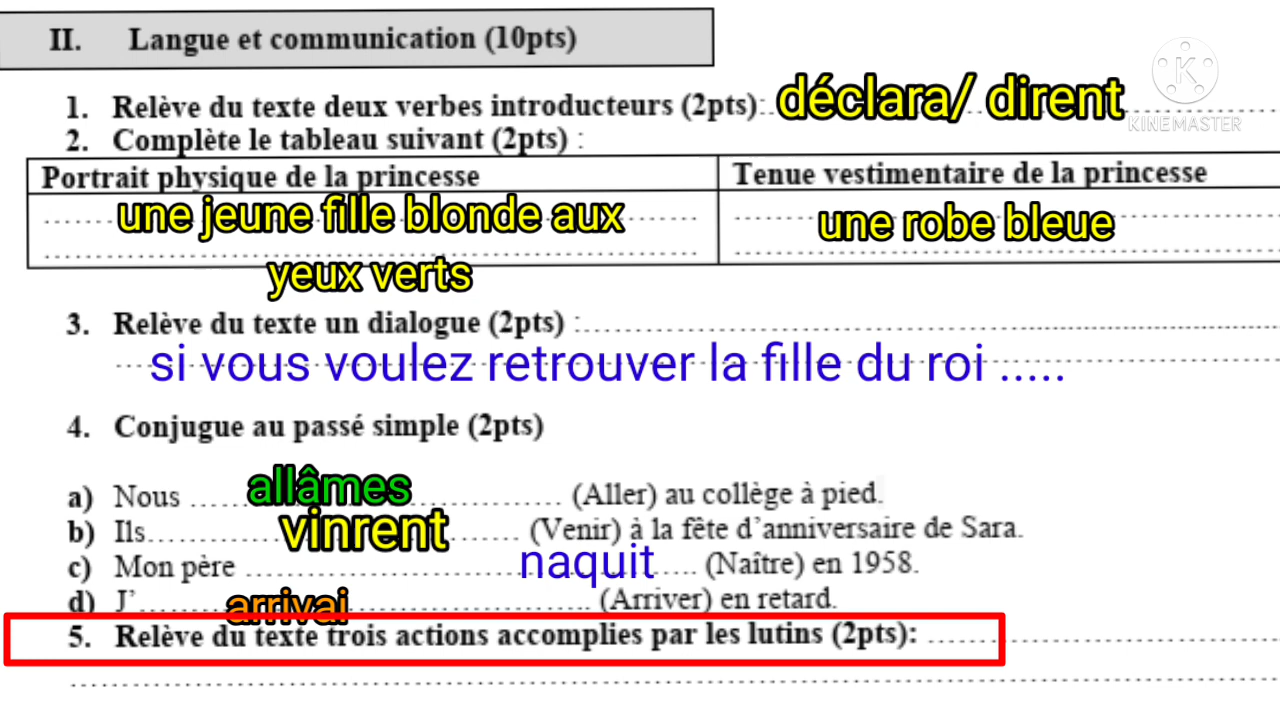 II. Langue et communication (10pts)
1. Relève du texte deux verbes introducteurs (2pts): déclara/ dirent
KINEMASTER
2. Complète le tableau suivant (2pts) :
Portrait physique de la princesse Tenue vestimentaire de la princesse
une jeune fille blonde aux une robe bleue
yeux verts
3. Relève du texte un dialogue (2pts) :
si vous voulez retrouver la fille du roi .....
4. Conjugue au passé simple (2pts)
a) Nous allâmes (Aller) au collège à pied.
b) Ils vinrent (Venir) à la fête d'anniversaire de Sara.
c) Mon père naquit (Naître) en 1958.
d) J' arrivai (Arriver) en retard.
5. Relève du texte trois actions accomplies par les lutins (2pts):